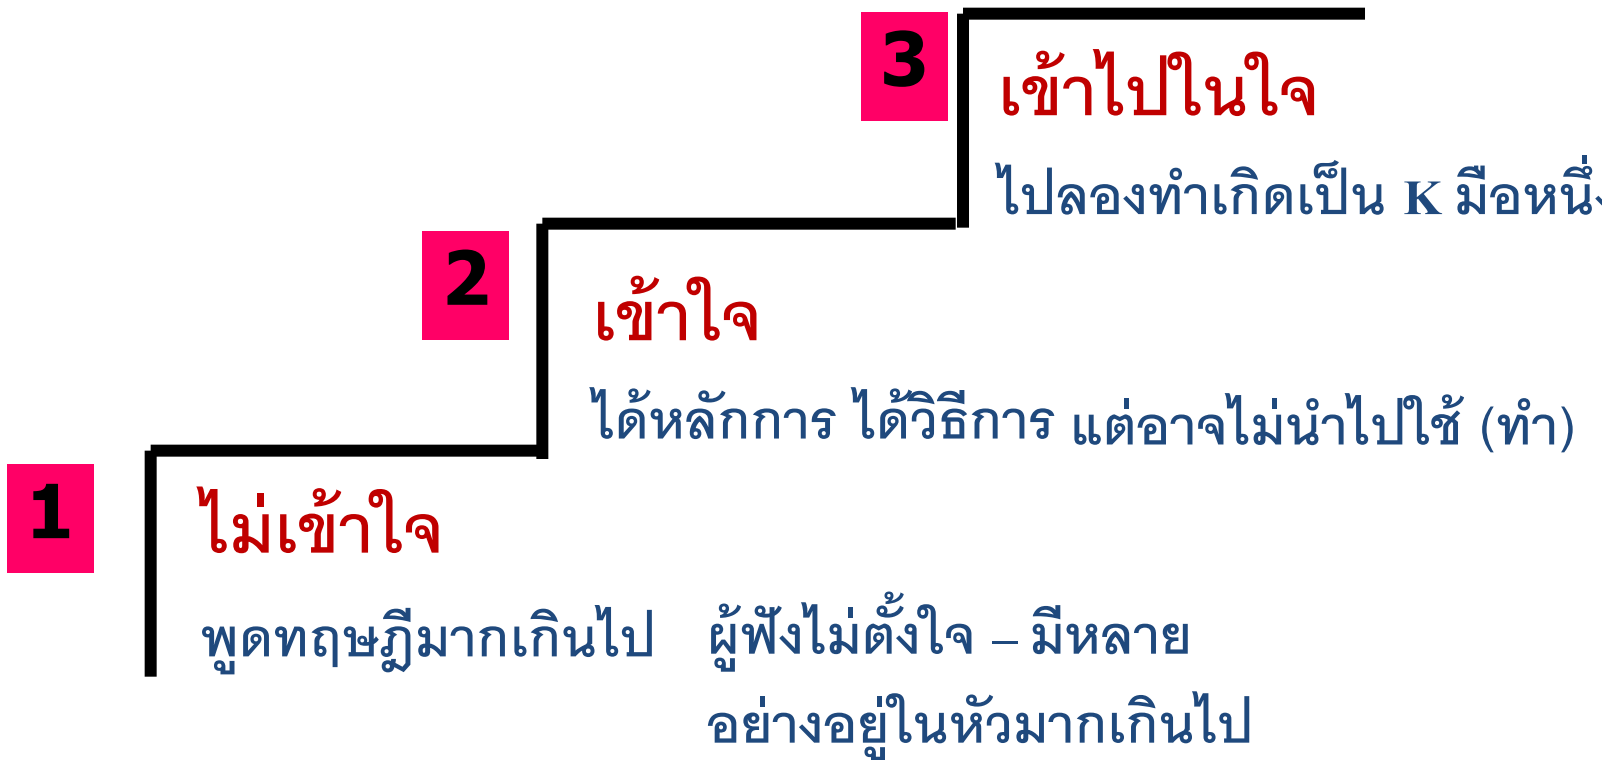 3
เข้าไปในใจ
ไปลองทำเกิดเป็น K มือหนึ่ง
2
เข้าใจ
ได้หลักการ ได้วิธีการ แต่อาจไม่นำไปใช้ (ทำ)
1
ไม่เข้าใจ
พูดทฤษฎีมากเกินไป ผู้ฟังไม่ตั้งใจ – มีหลาย
อย่างอยู่ในหัวมากเกินไป